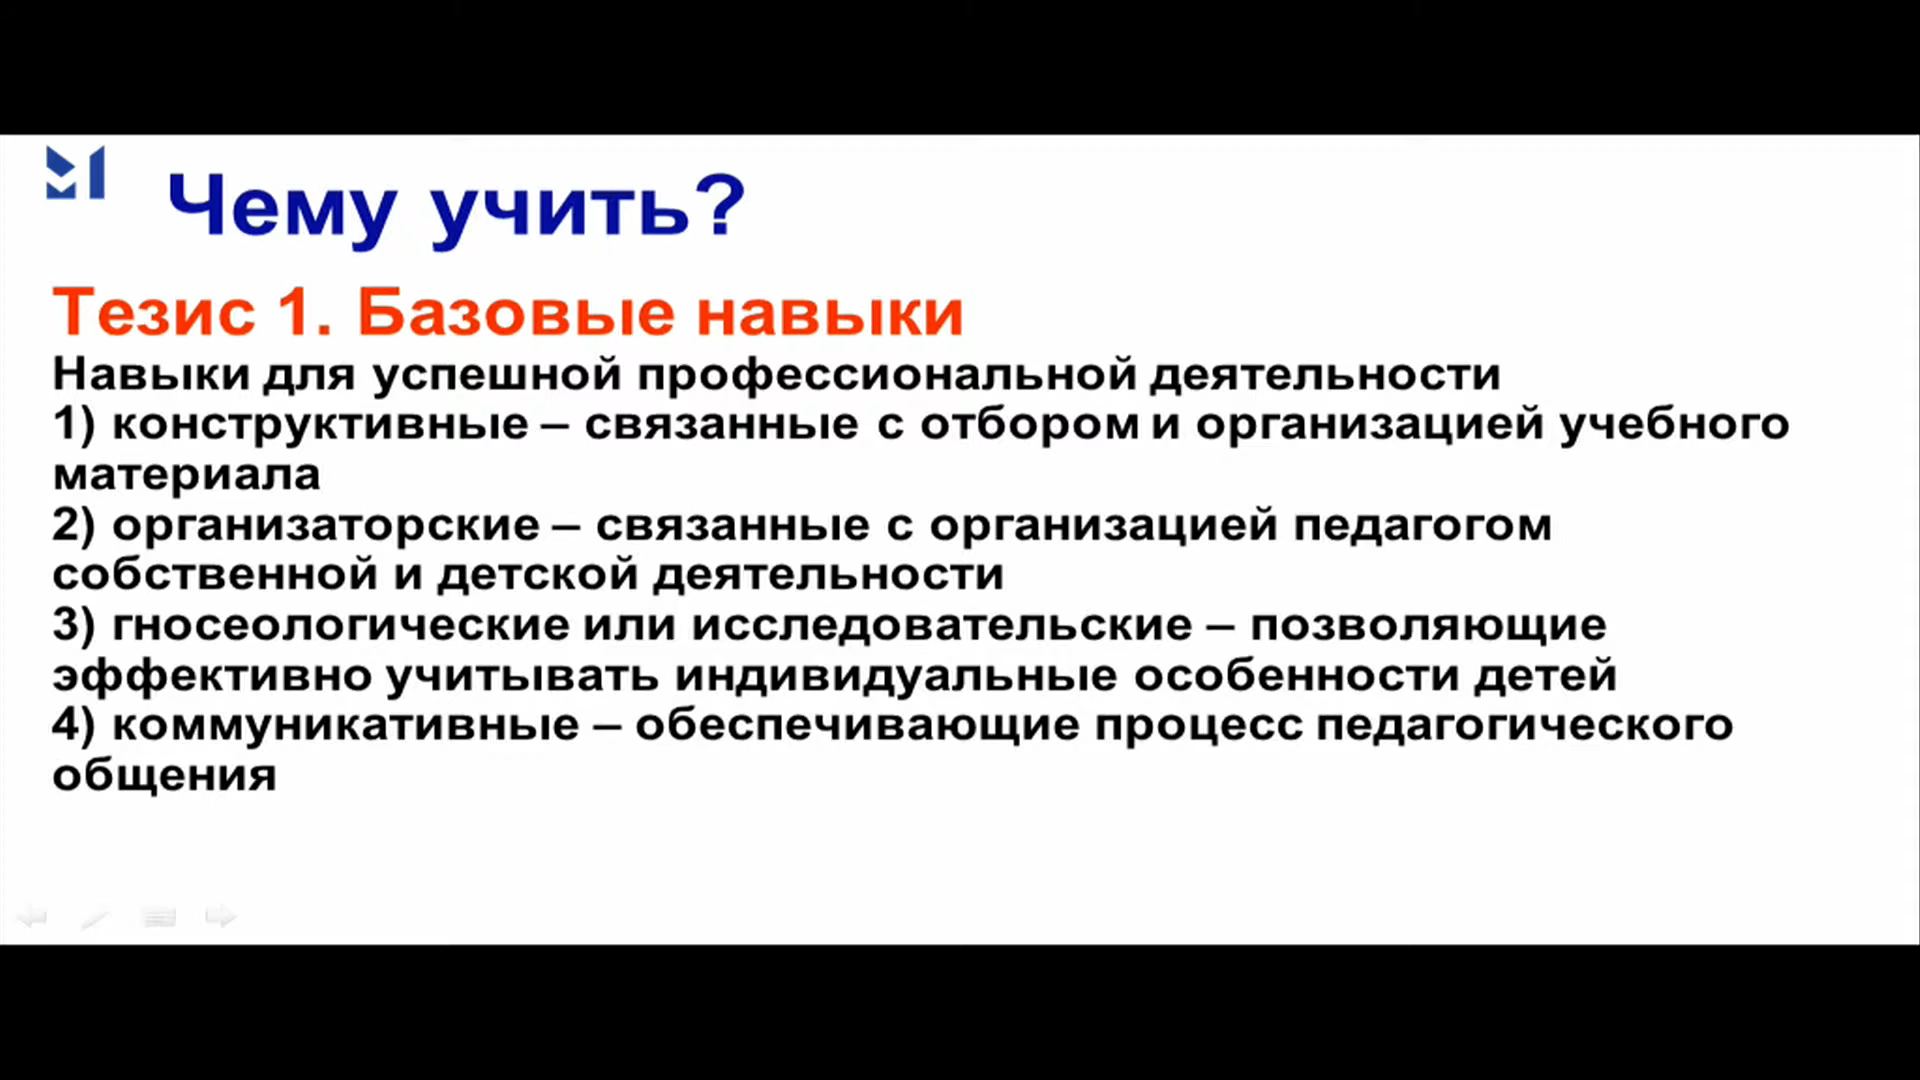 Чему учить?
Тезис 1. Базовые навыки
Навыки для успешной профессиональной деятельности
1) конструктивные – связанные с отбором и организацией учебного
материала
2) организаторские – связанные с организацией педагогом
собственной и детской деятельности
3) гносеологические или исследовательские – позволяющие
эффективно учитывать индивидуальные особенности детей
4) коммуникативные – обеспечивающие процесс педагогического
общения